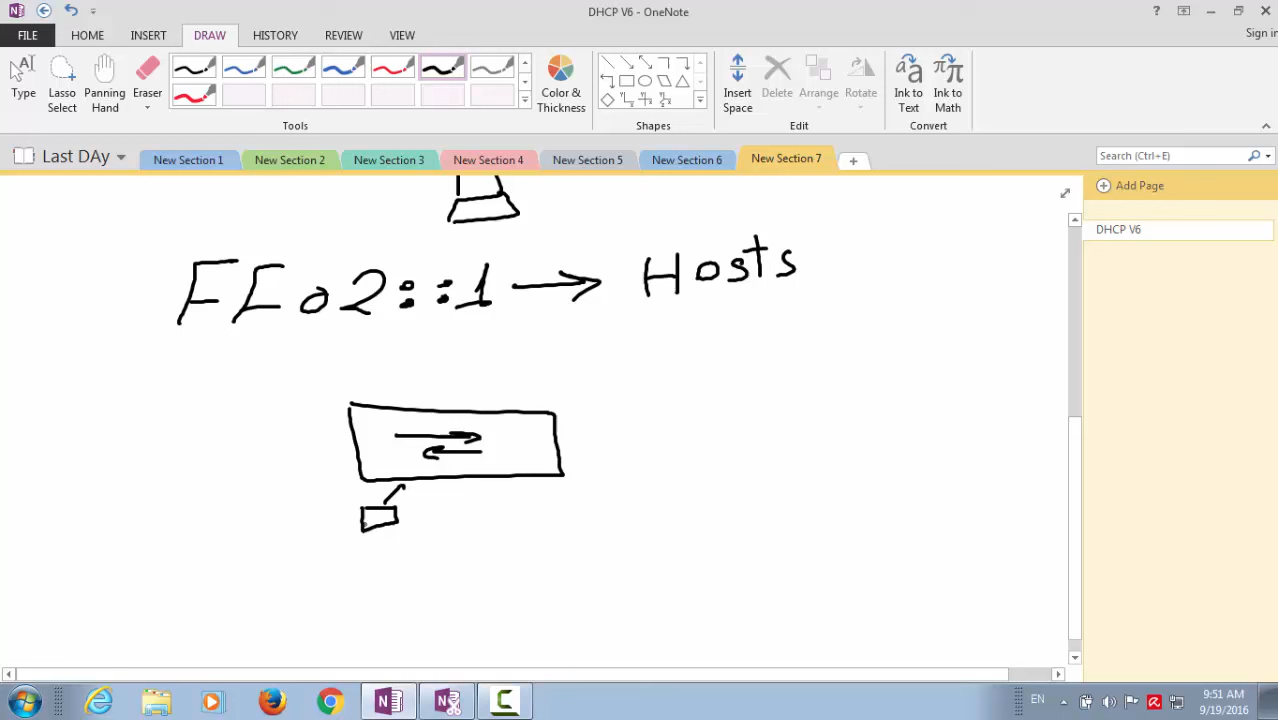 DHCP V6 - OneNote
Sign in
FILE HOME INSERT DRAW HISTORY REVIEW VIEW
Type
Lasso Select
Panning Hand
Eraser
Color & Thickness
Insert Space
Delete
Arrange
Rotate
Ink to Text
Ink to Math
Tools
Shapes
Edit
Convert
Last DAy
New Section 1
New Section 2
New Section 3
New Section 4
New Section 5
New Section 6
New Section 7
Search (Ctrl+E)
Add Page
DHCP V6
FEo2::1 → Hosts
EN
9:51 AM
9/19/2016